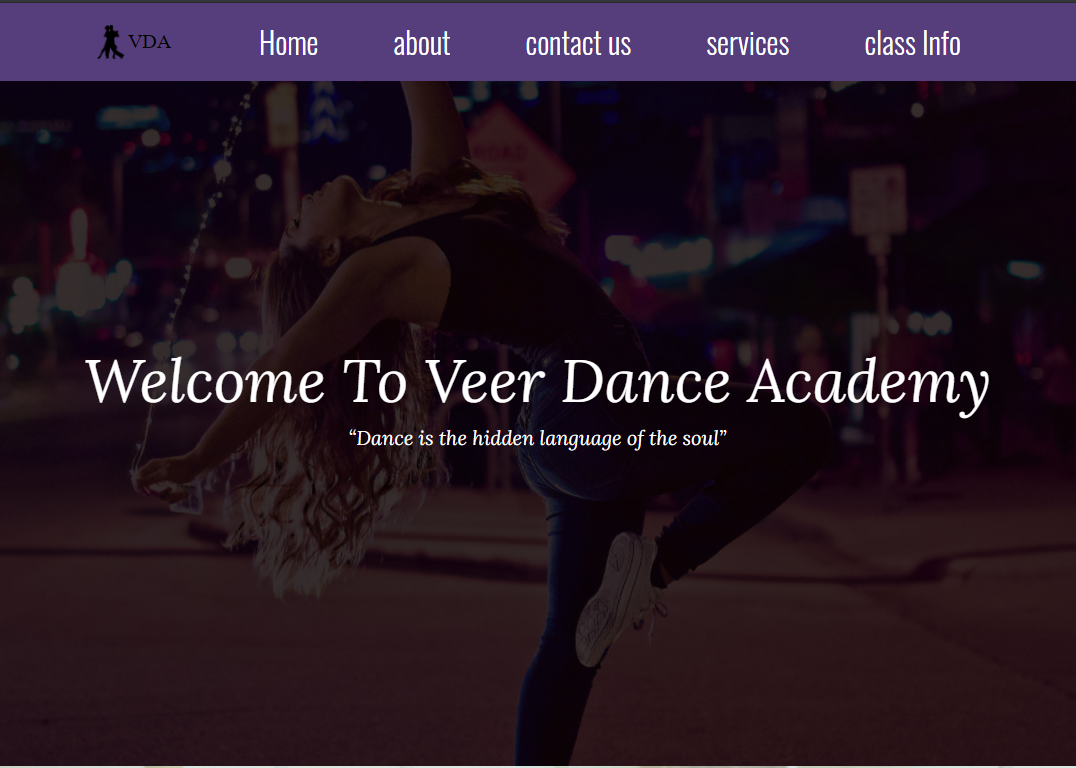 VDA Home about contact us services class Info
Welcome To Veer Dance Academy
“Dance is the hidden language of the soul”